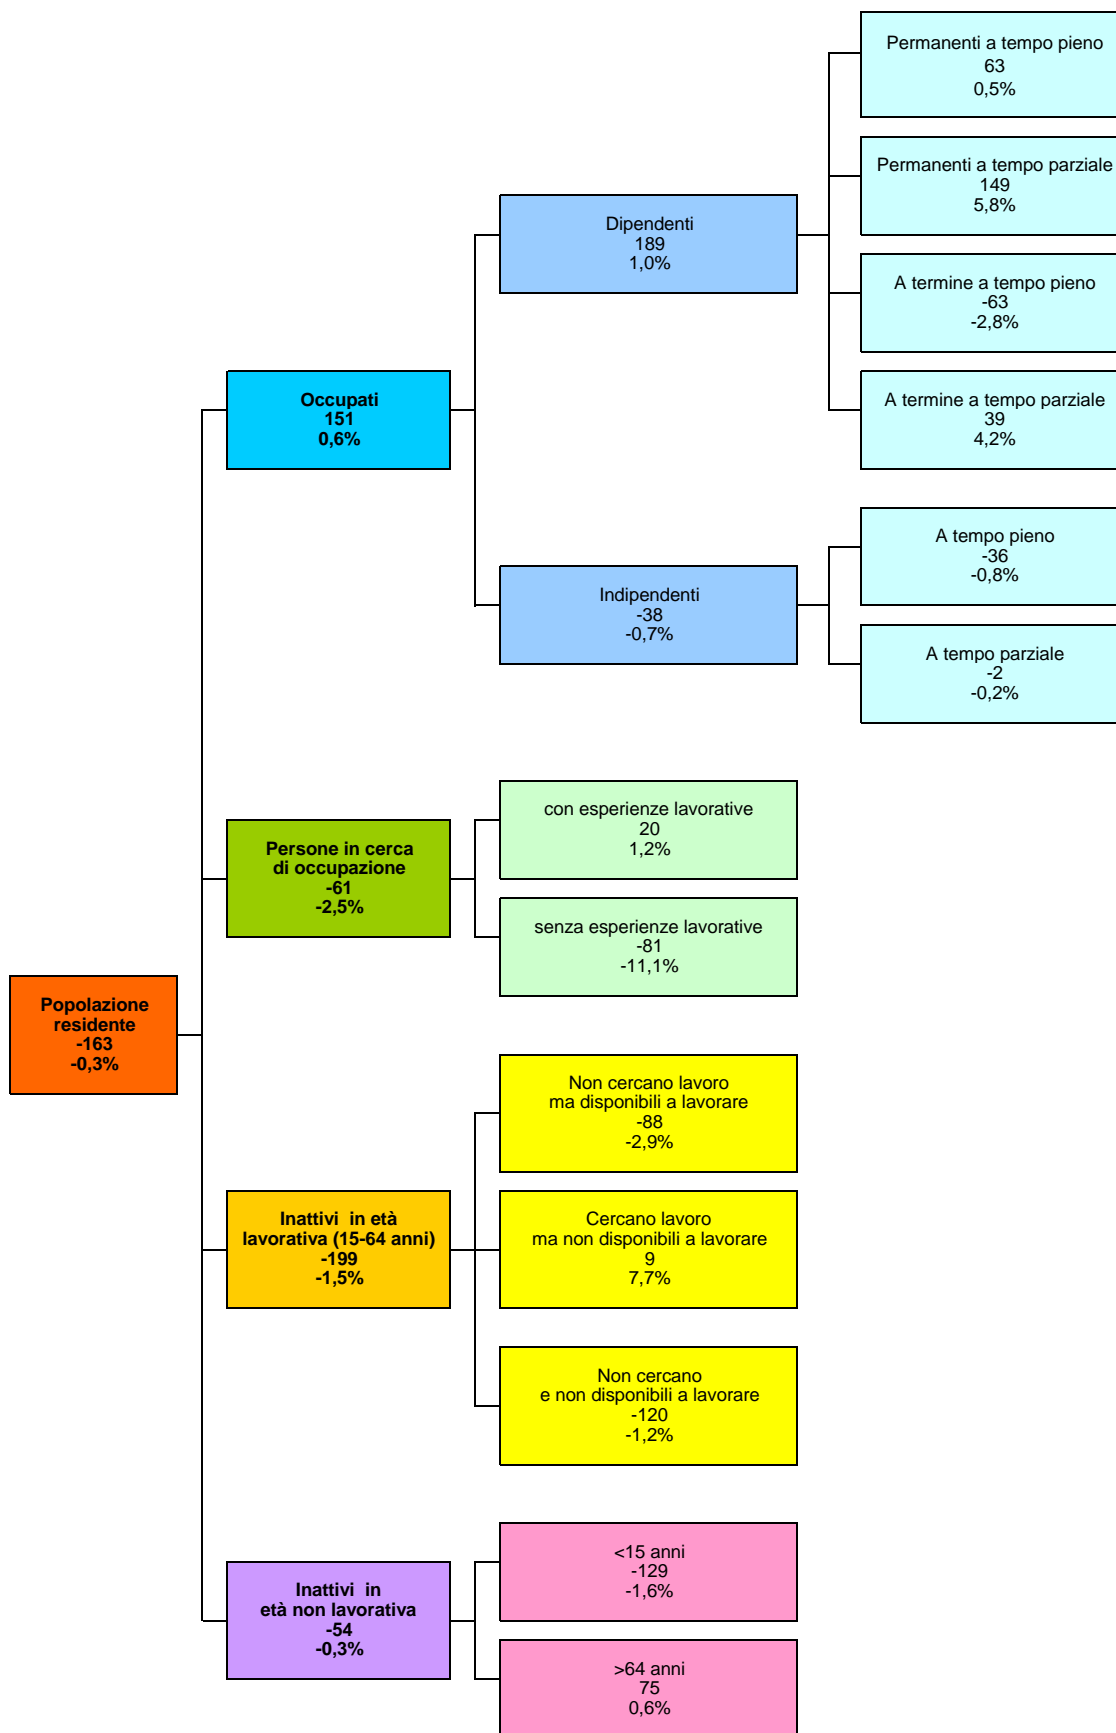 Permanenti a tempo pieno
63
0,5%
Permanenti a tempo parziale
149
5,8%
Dipendenti
189
1,0%
A termine a tempo pieno
-63
-2,8%
Occupati
151
0,6%
A termine a tempo parziale
39
4,2%
A tempo pieno
-36
-0,8%
Indipendenti
-38
-0,7%
A tempo parziale
-2
-0,2%
con esperienze lavorative
20
1,2%
Persone in cerca
di occupazione
-61
-2,5%
senza esperienze lavorative
-81
-11,1%
Popolazione
residente
-163
-0,3%
Non cercano lavoro
ma disponibili a lavorare
-88
-2,9%
Inattivi in età
lavorativa (15-64 anni)
-199
-1,5%
Cercano lavoro
ma non disponibili a lavorare
9
7,7%
Non cercano
e non disponibili a lavorare
-120
-1,2%
<15 anni
-129
-1,6%
Inattivi in
età non lavorativa
-54
-0,3%
>64 anni
75
0,6%